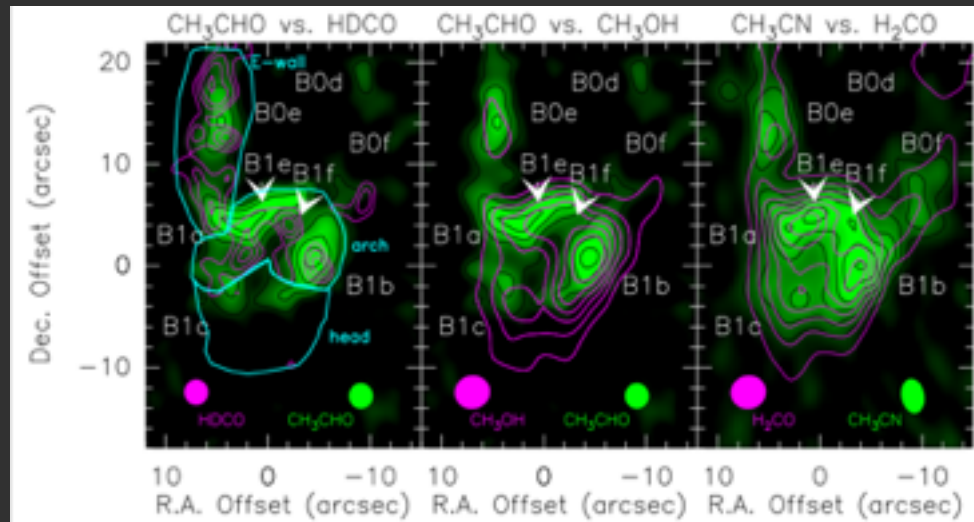 CH₃CHO vs. HDCO
CH₃CHO vs. CH₃OH
CH₃CN vs. H₂CO
Dec. Offset (arcsec)
20
10
0
−10
E-wall
B0d
B0e
B0f
B1e
B1f
B1a
arch
B1b
B1c
head
HDCO
CH₃CHO
B0d
B0e
B0f
B1e
B1f
B1a
B1b
B1c
CH₃OH
CH₃CHO
B0d
B0e
B0f
B1e
B1f
B1a
B1b
B1c
H₂CO
CH₃CN
10 0 −10
10 0 −10
10 0 −10
R.A. Offset (arcsec)
R.A. Offset (arcsec)
R.A. Offset (arcsec)